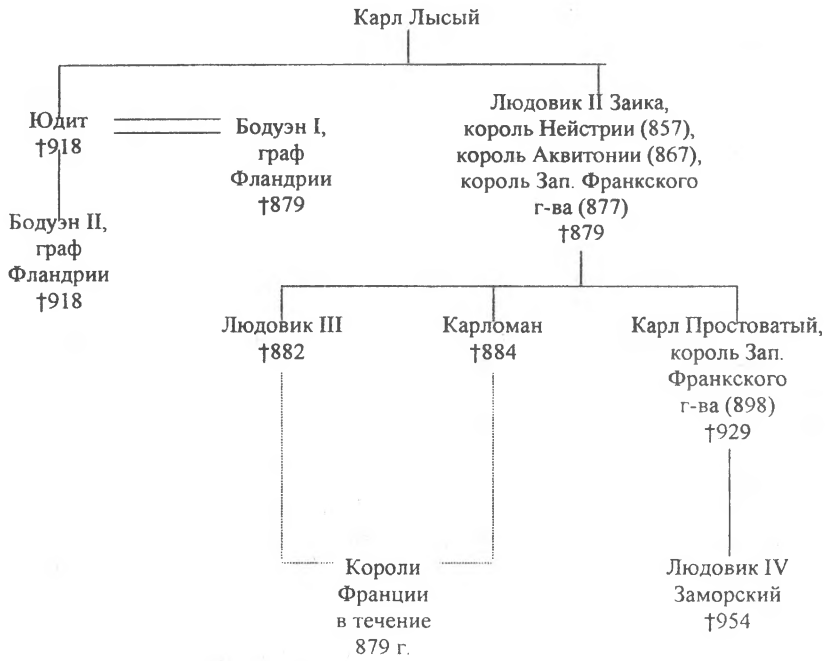 Карл Лысый
Юдит
†918
Бодуэн I,
граф
Фландрии
†879
Людовик II Заика,
король Нейстрии (857),
король Аквитонии (867),
король Зап. Франкского
г-ва (877)
†879
Бодуэн II,
граф
Фландрии
†918
Людовик III
†882
Карломан
†884
Карл Простоватый,
король Зап.
Франкского
г-ва (898)
†929
Короли
Франции
в течение
879 г.
Людовик IV
Заморский
†954